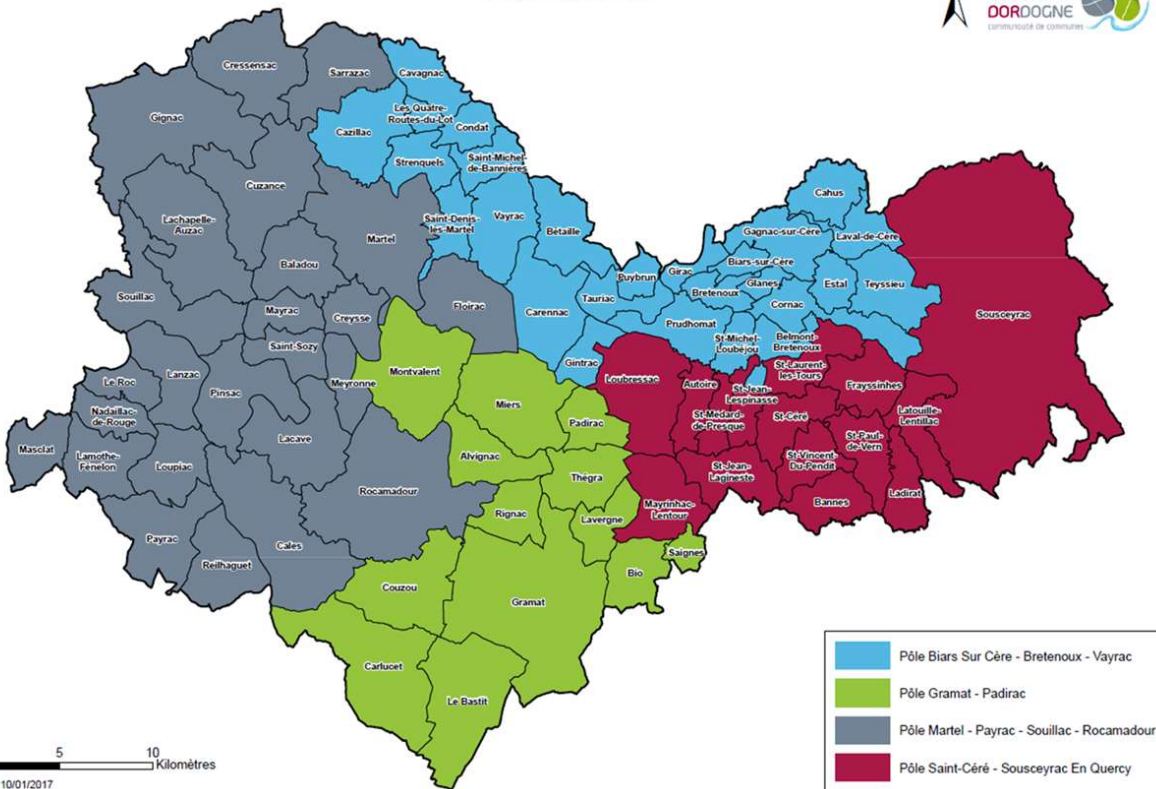 DORDOGNE
communauté de communes
Cressensac
Sarrazac
Cavagnac
Gignac
Les Quatre-
Routes-du-Lot
Condat
Cazillac
Strenquels
Saint-Michel-
de-Bannières
Cuzance
Lachapelle-
Auzac
Martel
Saint-Denis-
lès-Martel
Vayrac
Bétaille
Cahus
Gagnac-sur-Cère
Laval-de-Cère
Baladou
Biars-sur-Cère
Puybrun
Girac
Glanes
Estal
Teyssieu
Souillac
Mayrac
Creysse
Floirac
Carennac
Tauriac
Bretenoux
Cornac
Sousceyrac
Saint-Sozy
Prudhomat
St-Michel-
Loubéjou
Belmont-
Bretenoux
Gintrac
Lanzac
Pinsac
Meyronne
Montvalent
Loubressac
Autoire
St-Jean-
Lespinasse
St-Laurent-
les-Tours
Frayssinhes
Le Roc
Nadaillac-
de-Rouge
Miers
Padirac
St-Médard-
de-Presque
St-Céré
Latouille-
Lentillac
Masclat
Lamothe-
Fénelon
Loupiac
Lacave
Alvignac
St-Paul-
de-Vern
St-Vincent-
Du-Pendit
Thégra
St-Jean-
Lagineste
Rocamadour
Mayrinhac-
Lentour
Bannes
Ladirat
Rignac
Lavergne
Payrac
Reilhaguet
Cales
Saignes
Couzou
Gramat
Bio
Carlucet
Le Bastit
Pôle Biars Sur Cère - Bretenoux - Vayrac
Pôle Gramat - Padirac
Pôle Martel - Payrac - Souillac - Rocamadour
Pôle Saint-Céré - Sousceyrac En Quercy
5 10
Kilomètres
10/01/2017